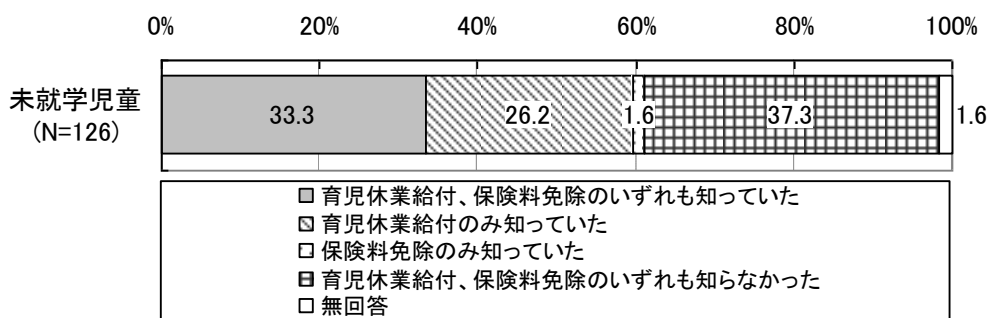 0% 20% 40% 60% 80% 100%
未就学児童
(N=126)
33.3 26.2 1.6 37.3 1.6
育児休業給付、保険料免除のいずれも知っていた
育児休業給付のみ知っていた
保険料免除のみ知っていた
育児休業給付、保険料免除のいずれも知らなかった
無回答